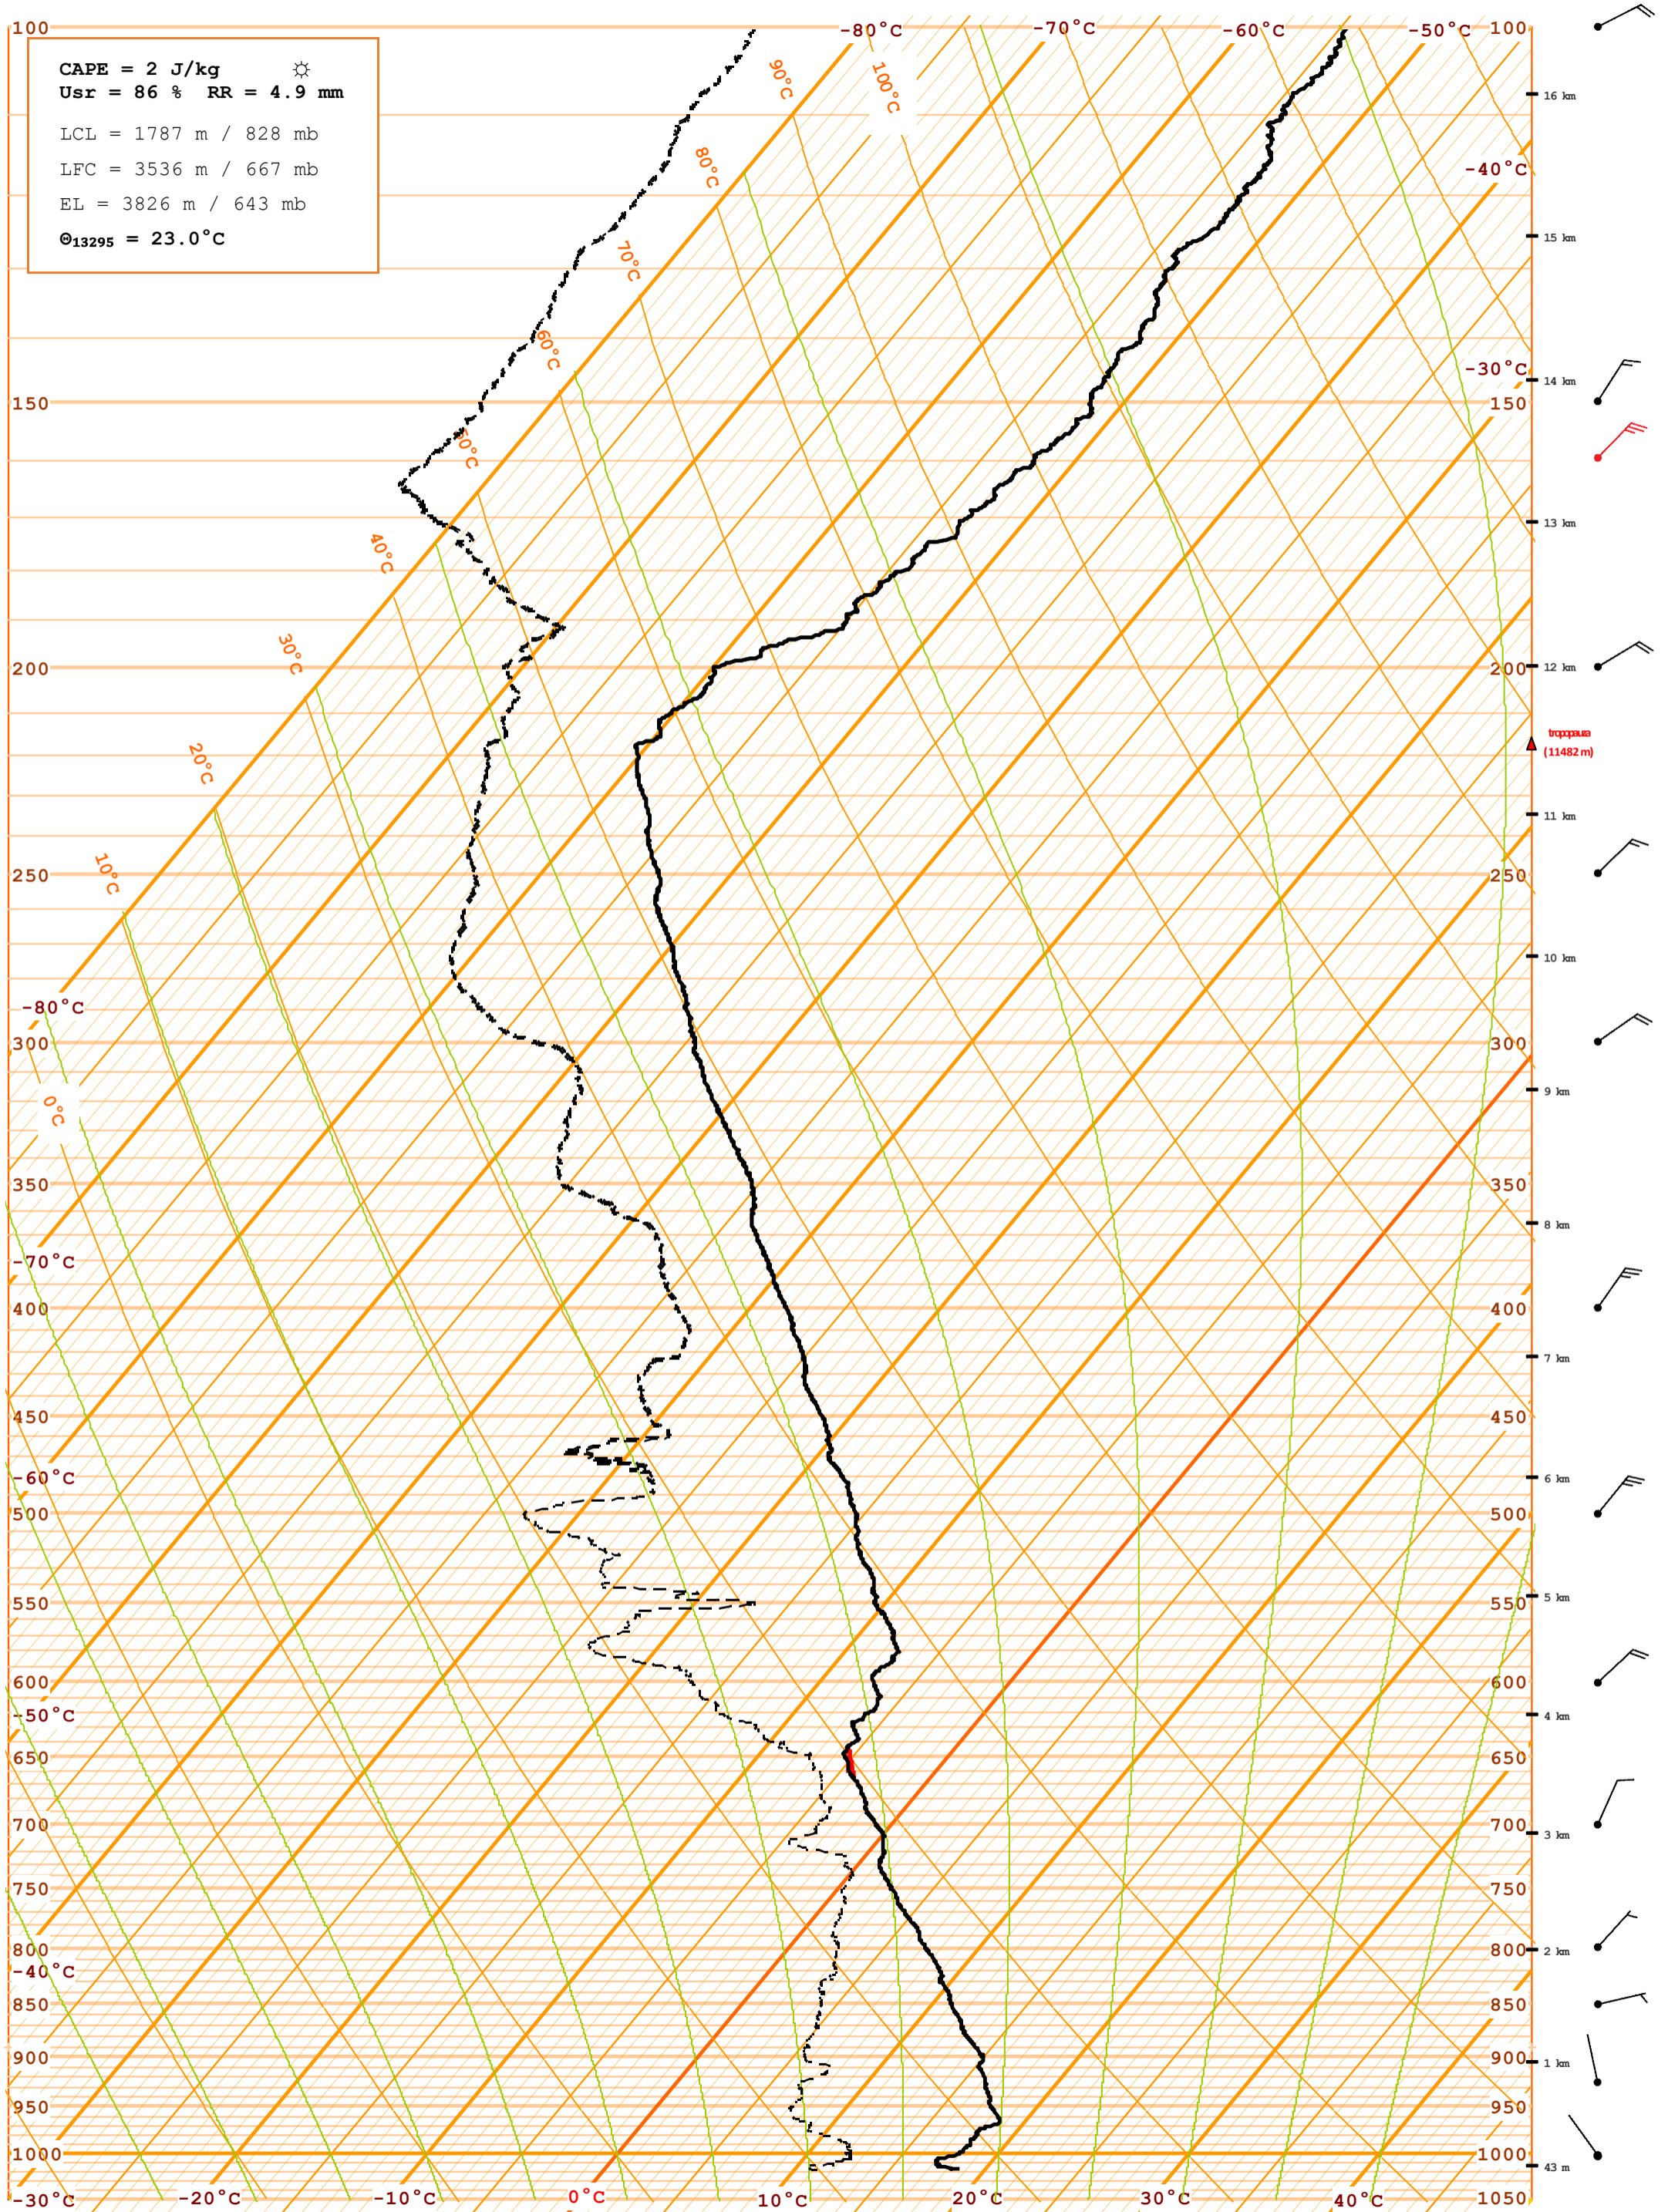 100
-80°C
-70°C
-60°C
-50°C
100
CAPE = 2 J/kg ☼
Usr = 86 % RR = 4.9 mm
LCL = 1787 m / 828 mb
LFC = 3536 m / 667 mb
EL = 3826 m / 643 mb
Θ13295 = 23.0°C
90°C
100°C
16 km
80°C
-40°C
70°C
15 km
60°C
-30°C
14 km
150
150
50°C
40°C
13 km
30°C
200
200
12 km
20°C
tropopauza
(11482 m)
11 km
10°C
250
250
10 km
-80°C
300
300
0°C
9 km
350
350
8 km
-70°C
400
400
7 km
450
450
-60°C
6 km
500
500
550
550
5 km
600
600
-50°C
4 km
650
650
700
700
3 km
750
750
800
800
2 km
-40°C
850
850
900
900
1 km
950
950
1000
1000
43 m
-30°C
-20°C
-10°C
0°C
10°C
20°C
30°C
40°C
1050